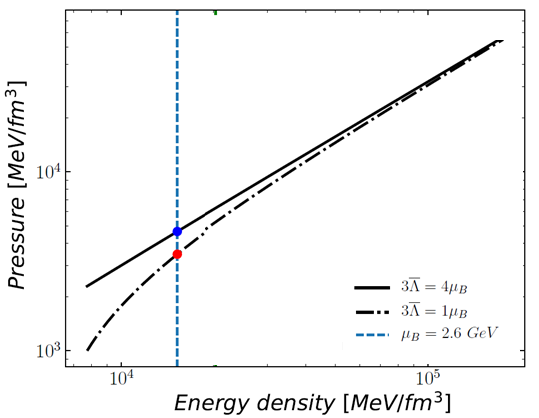 Pressure [MeV/fm³]
10⁴
10³
3Λ̅ = 4μ_B
3Λ̅ = 1μ_B
μ_B = 2.6 GeV
10⁴
10⁵
Energy density [MeV/fm³]